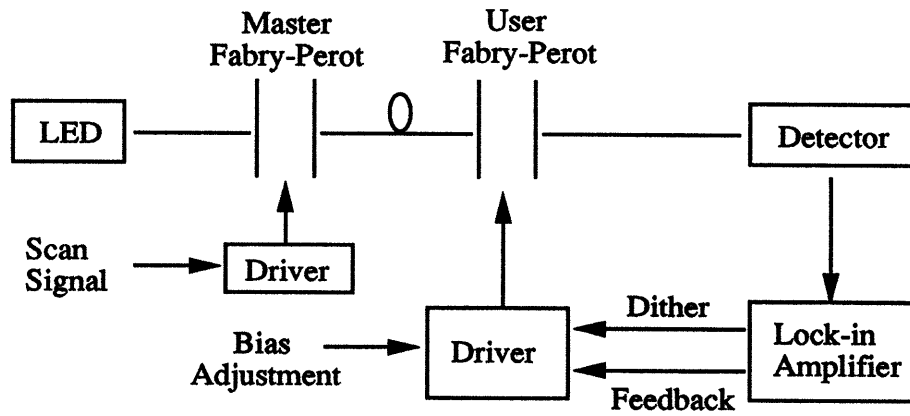 Master
Fabry-Perot
User
Fabry-Perot
LED
Detector
Scan
Signal
Driver
Bias
Adjustment
Driver
Dither
Feedback
Lock-in
Amplifier